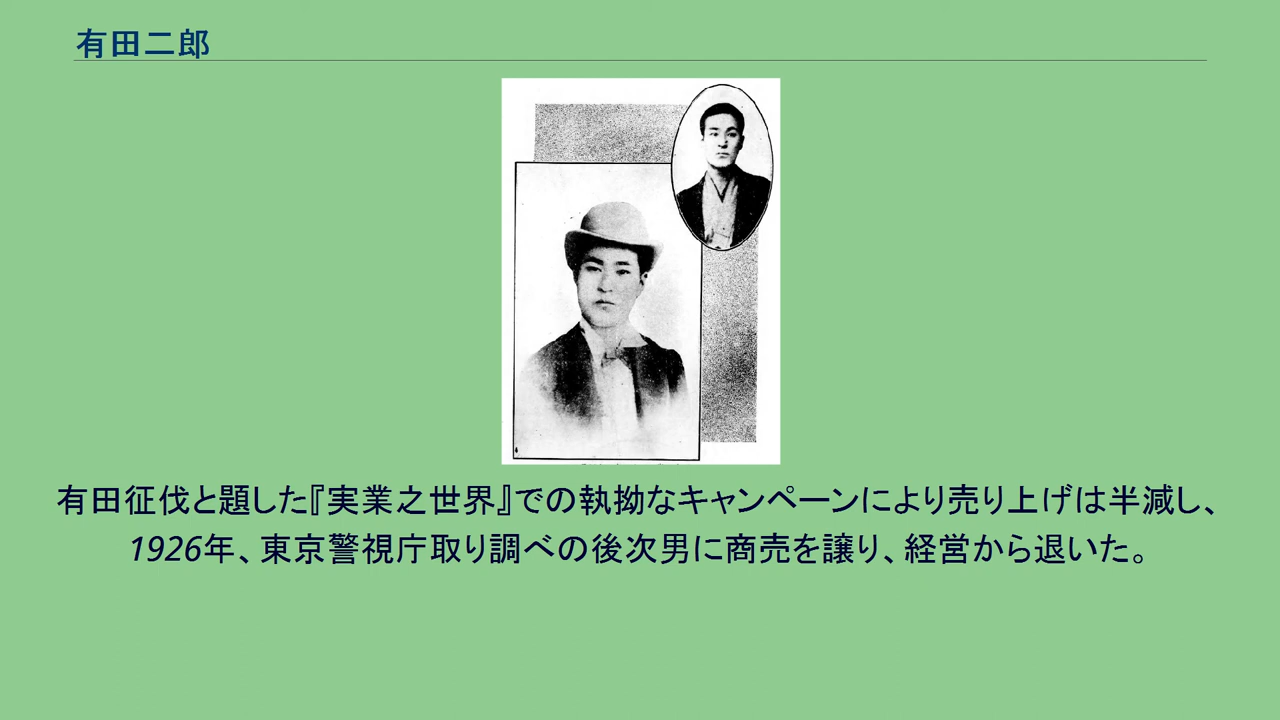 有田二郎
有田征伐と題した『実業之世界』での執拗なキャンペーンにより売り上げは半減し、
1926年、東京警視庁取り調べの後次男に商売を譲り、経営から退いた。